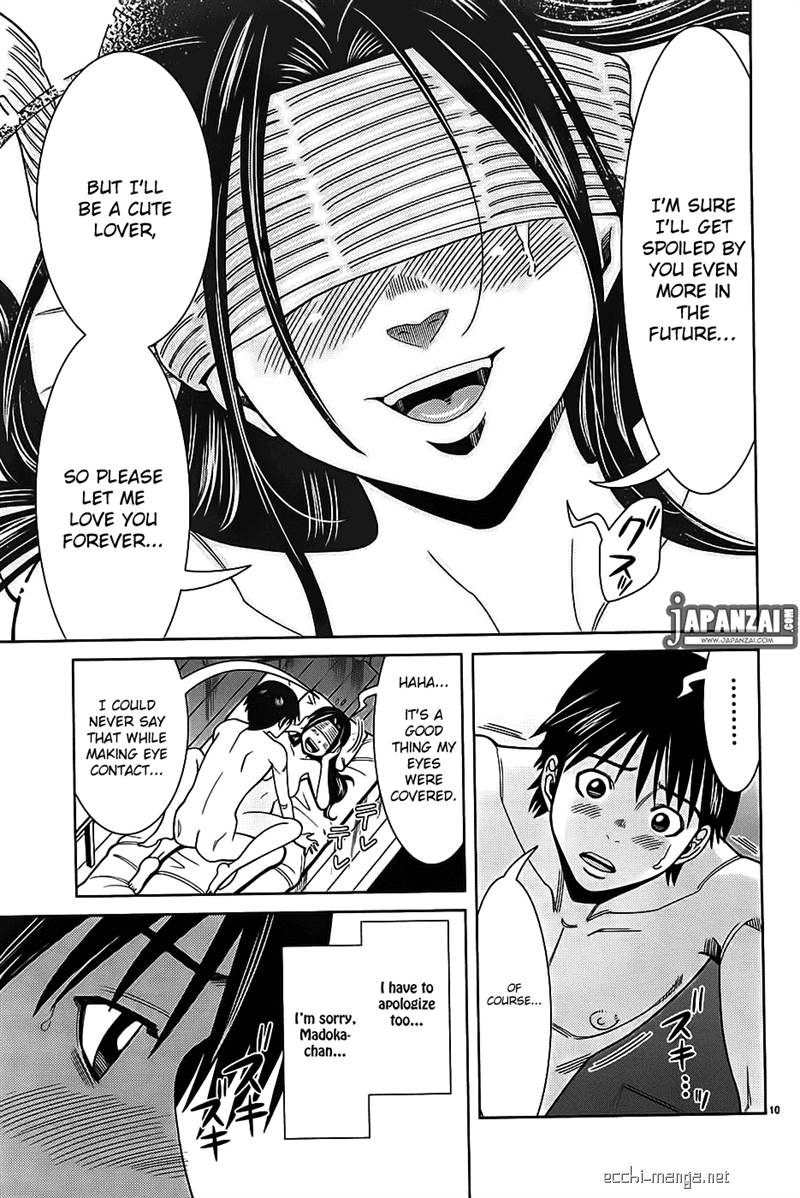 I'M SURE
I'LL GET
SPOILED BY
YOU EVEN
MORE IN
THE
FUTURE...
BUT I'LL
BE A CUTE
LOVER,
SO PLEASE
LET ME
LOVE YOU
FOREVER...
グズッ
JAPANZAI.COM
WWW.JAPANZAI.COM
.......
OF
COURSE...
ズキ...
HAHA...
IT'S A
GOOD
THING MY
EYES
WERE
COVERED.
I COULD
NEVER SAY
THAT WHILE
MAKING EYE
CONTACT...
テレ
テレ
I have to
apologize
too...
I'm sorry,
Madoka-
chan...
ズキ
ズキ
10
ecchi-manga.net